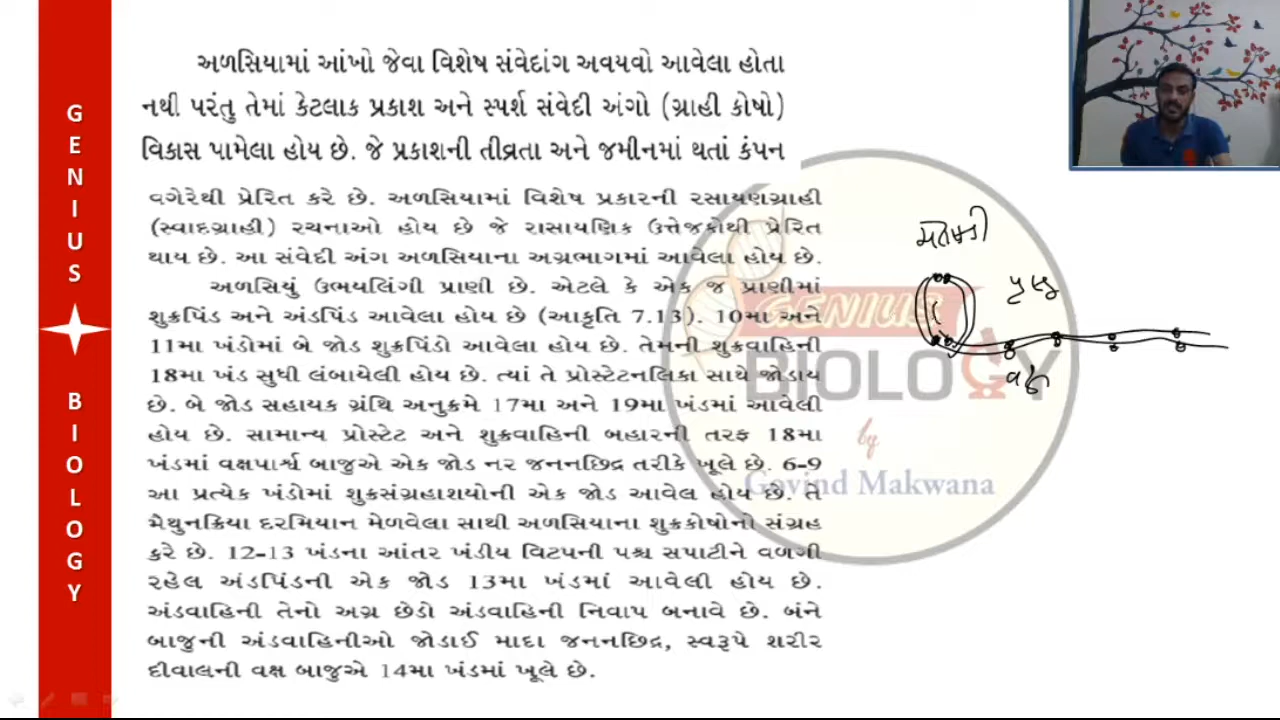 GENIUS BIOLOGY
અળસિયામાં આંખો જેવા વિશેષ સંવેદાંગ અવયવો આવેલા હોતા
નથી પરંતુ તેમાં કેટલાક પ્રકાશ અને સ્પર્શ સંવેદી અંગો (ગ્રાહી કોષો)
વિકાસ પામેલા હોય છે. જે પ્રકાશની તીવ્રતા અને જમીનમાં થતાં કંપન
વગેરેથી પ્રેરિત કરે છે. અળસિયામાં વિશેષ પ્રકારની રસાયણગ્રાહી
(સ્વાદગ્રાહી) રચનાઓ હોય છે જે રાસાયણિક ઉત્તેજકોથી પ્રેરિત
થાય છે. આ સંવેદી અંગ અળસિયાના અગ્રભાગમાં આવેલા હોય છે.
અળસિયું ઉભયલિંગી પ્રાણી છે. એટલે કે એક જ પ્રાણીમાં
શુક્રપિંડ અને અંડપિંડ આવેલા હોય છે (આકૃતિ 7.13). 10મા અને
11મા ખંડોમાં બે જોડ શુક્રપિંડો આવેલા હોય છે. તેમની શુક્રવાહિની
18મા ખંડ સુધી લંબાયેલી હોય છે. ત્યાં તે પ્રોસ્ટેટનલિકા સાથે જોડાય
છે. બે જોડ સહાયક ગ્રંથિ અનુક્રમે 17મા અને 19મા ખંડમાં આવેલી
હોય છે. સામાન્ય પ્રોસ્ટેટ અને શુક્રવાહિની બહારની તરફ 18મા
ખંડમાં વક્ષપાર્શ્વ બાજુએ એક જોડ નર જનનછિદ્ર તરીકે ખૂલે છે. 6–9
આ પ્રત્યેક ખંડોમાં શુક્રસંગ્રહાશયોની એક જોડ આવેલ હોય છે. તે
મૈથુનક્રિયા દરમિયાન મેળવેલા સાથી અળસિયાના શુક્રકોષોનો સંગ્રહ
કરે છે. 12–13 ખંડના આંતર ખંડીય વિટપની પશ્ચ સપાટીને વળગી
રહેલ અંડપિંડની એક જોડ 13મા ખંડમાં આવેલી હોય છે.
અંડવાહિની તેનો અગ્ર છેડો અંડવાહિની નિવાપ બનાવે છે. બંને
બાજુની અંડવાહિનીઓ જોડાઈ માદા જનનછિદ્ર, સ્વરૂપે શરીર
દીવાલની વક્ષ બાજુએ 14મા ખંડમાં ખૂલે છે.
GENIUS
BIOLOGY
by
Govind Makwana
પૃષ્ઠ
વક્ષ